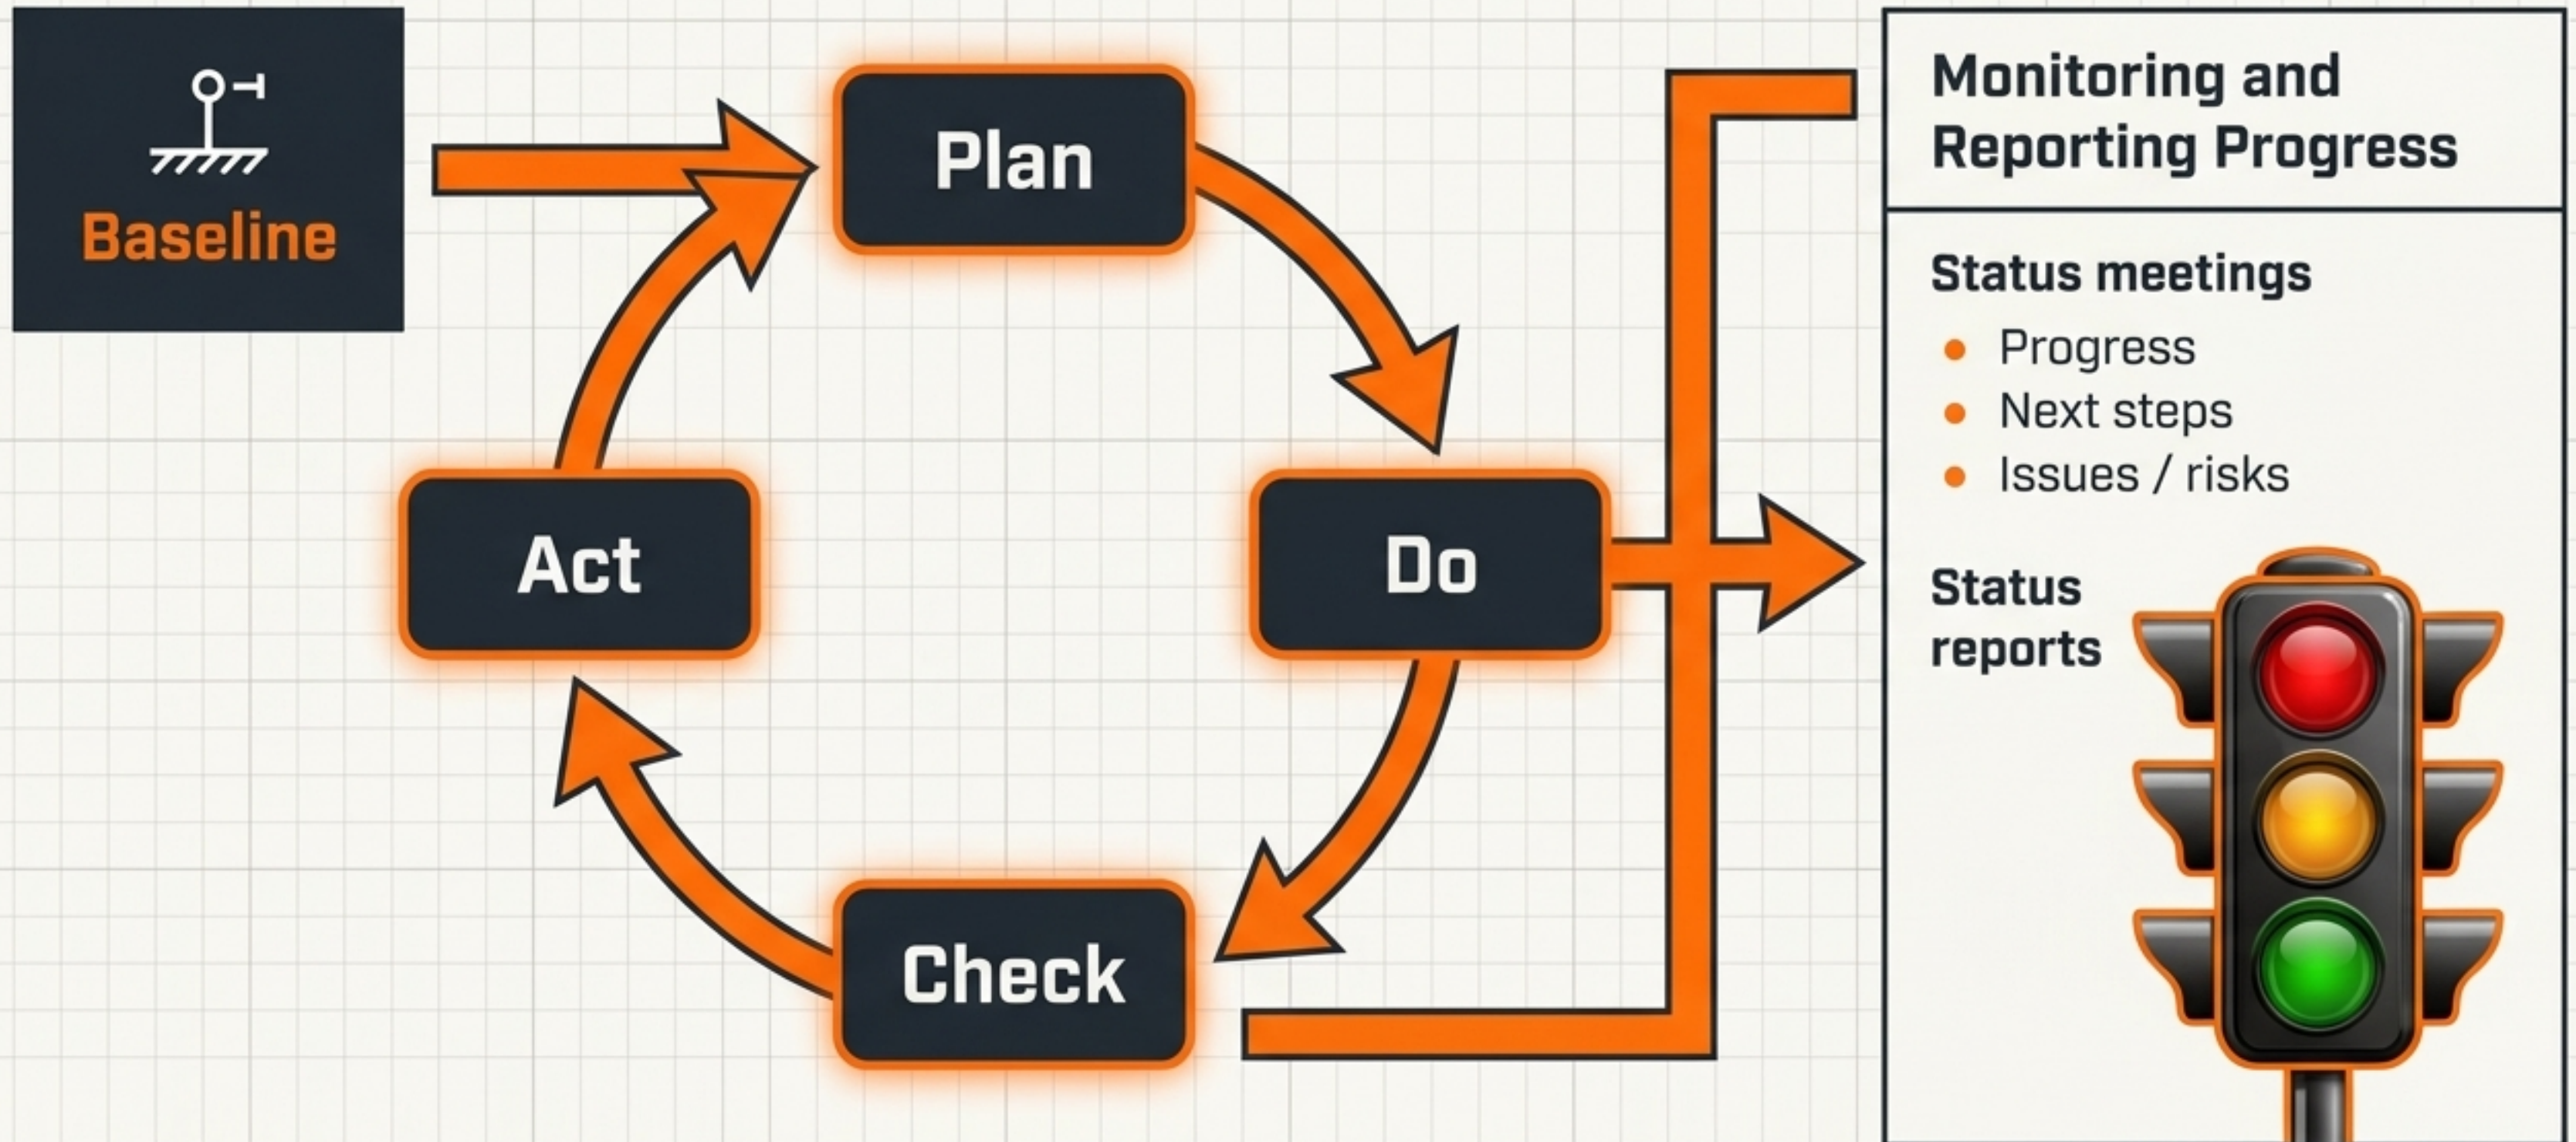 Baseline
Plan
Do
Check
Act
Monitoring and
Reporting Progress
Status meetings
• Progress
• Next steps
• Issues / risks
Status
reports